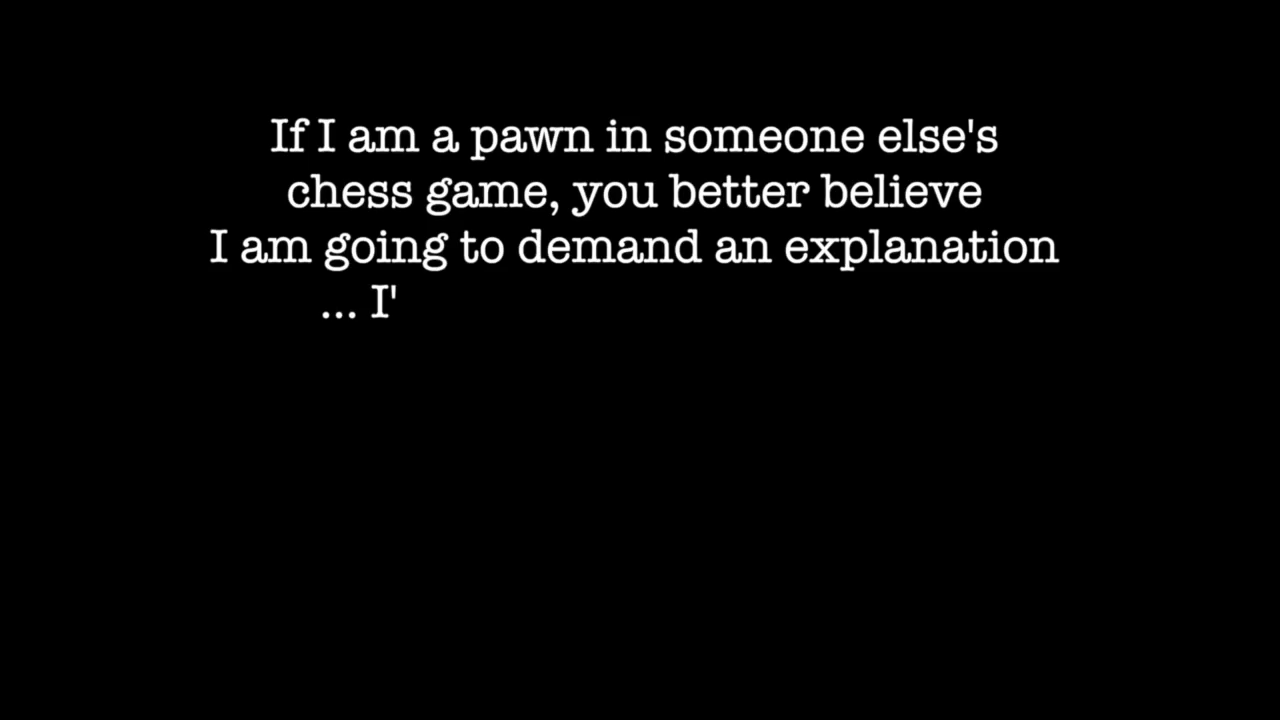 If I am a pawn in someone else's
chess game, you better believe
I am going to demand an explanation
... I'